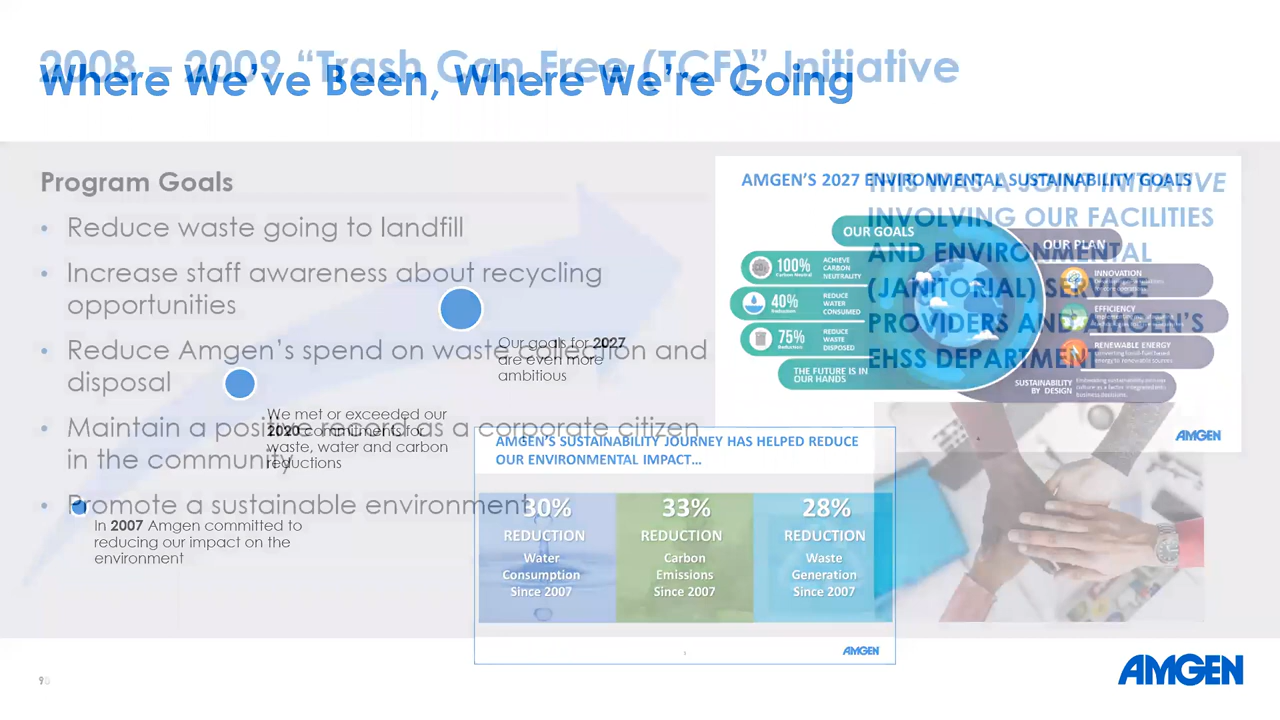 2008 – 2009 “Trash Can Free (TCF)” Initiative
Where We’ve Been, Where We’re Going
Program Goals
• Reduce waste going to landfill
• Increase staff awareness about recycling
opportunities
• Reduce Amgen’s spend on waste collection and
disposal
• Maintain a positive record as a corporate citizen
in the community
• Promote a sustainable environment
In 2007 Amgen committed to
reducing our impact on the
environment
We met or exceeded our
2020 commitments for
waste, water and carbon
reductions
Our goals for 2027
are even more
ambitious
AMGEN’S 2027 ENVIRONMENTAL SUSTAINABILITY GOALS
OUR GOALS
100%
Carbon Neutral
ACHIEVE
CARBON
NEUTRALITY
40%
Reduction
REDUCE
WATER
CONSUMED
75%
Reduction
REDUCE
WASTE
DISPOSED
THE FUTURE IS IN
OUR HANDS
OUR PLAN
INNOVATION
EFFICIENCY
RENEWABLE ENERGY
SUSTAINABILITY
BY DESIGN
AMGEN
THIS WAS A JOINT INITIATIVE
INVOLVING OUR FACILITIES
AND ENVIRONMENTAL
(JANITORIAL) SERVICE
PROVIDERS AND AMGEN’S
EHSS DEPARTMENT
AMGEN’S SUSTAINABILITY JOURNEY HAS HELPED REDUCE
OUR ENVIRONMENTAL IMPACT…
30%
REDUCTION
Water
Consumption
Since 2007
33%
REDUCTION
Carbon
Emissions
Since 2007
28%
REDUCTION
Waste
Generation
Since 2007
AMGEN
9
AMGEN